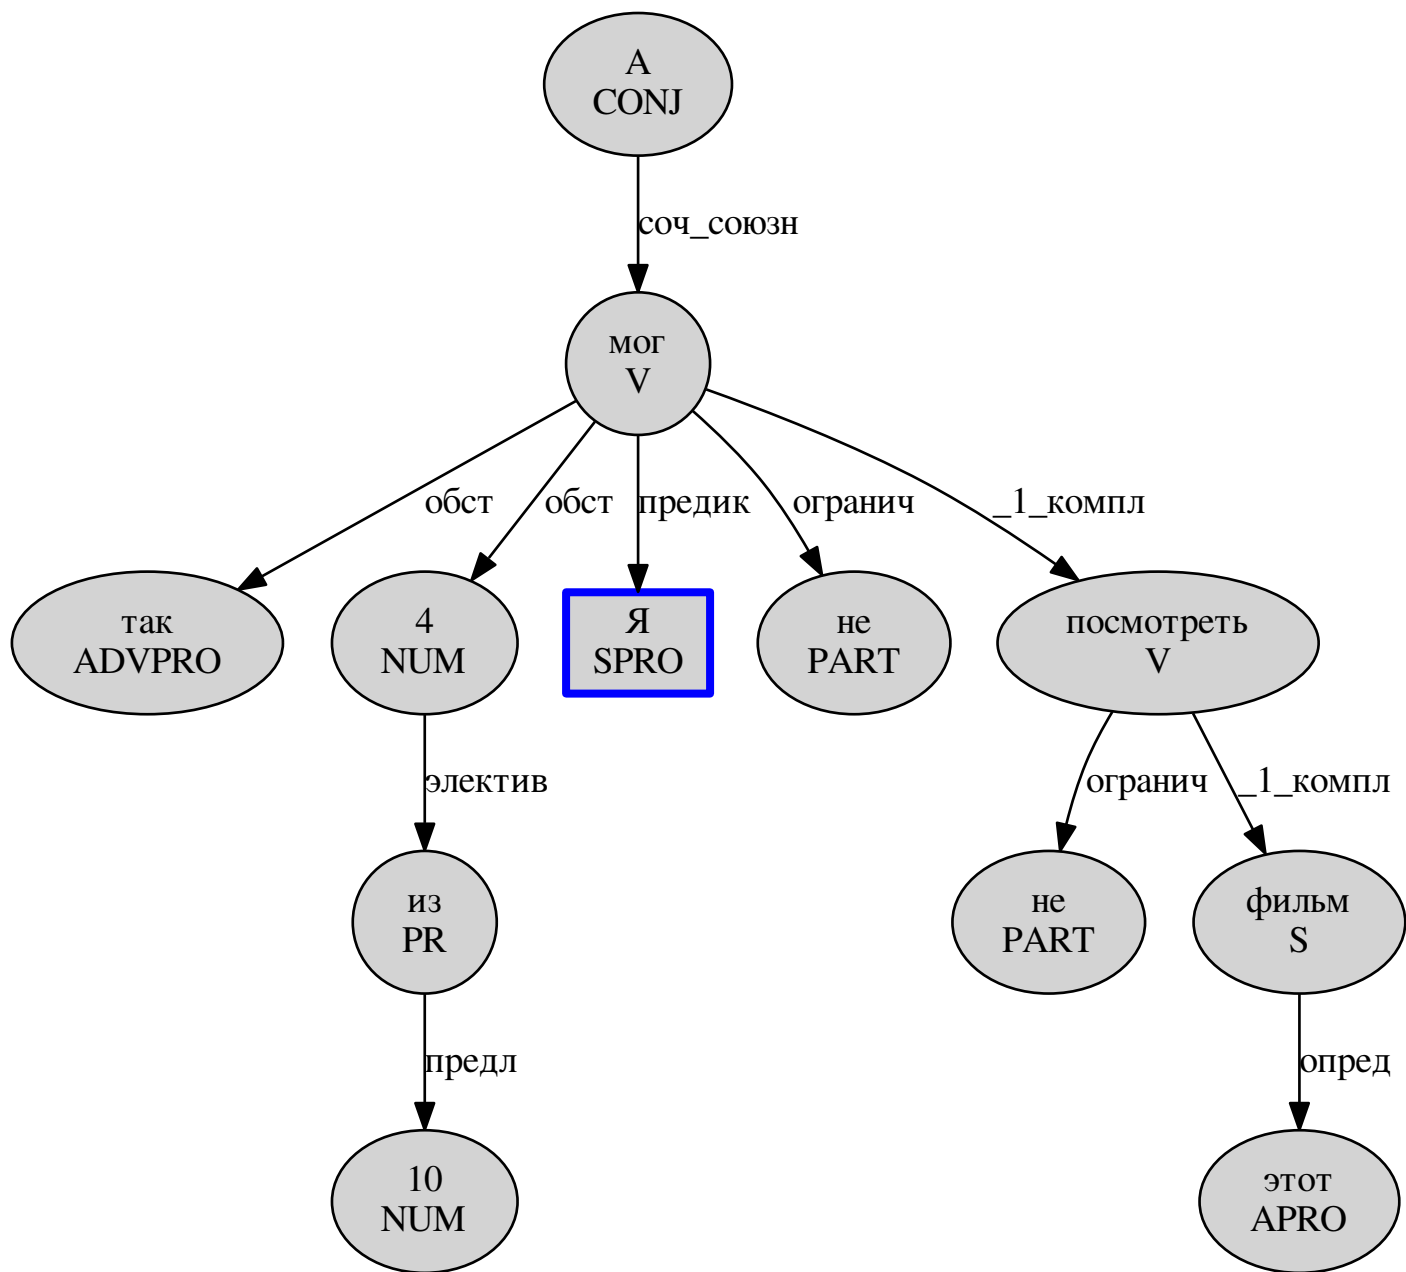 А
CONJ
соч_союзн
мог
V
обст
обст
предик
огранич
_1_компл
так
ADVPRO
4
NUM
Я
SPRO
не
PART
посмотреть
V
электив
огранич
_1_компл
из
PR
не
PART
фильм
S
предл
опред
10
NUM
этот
APRO